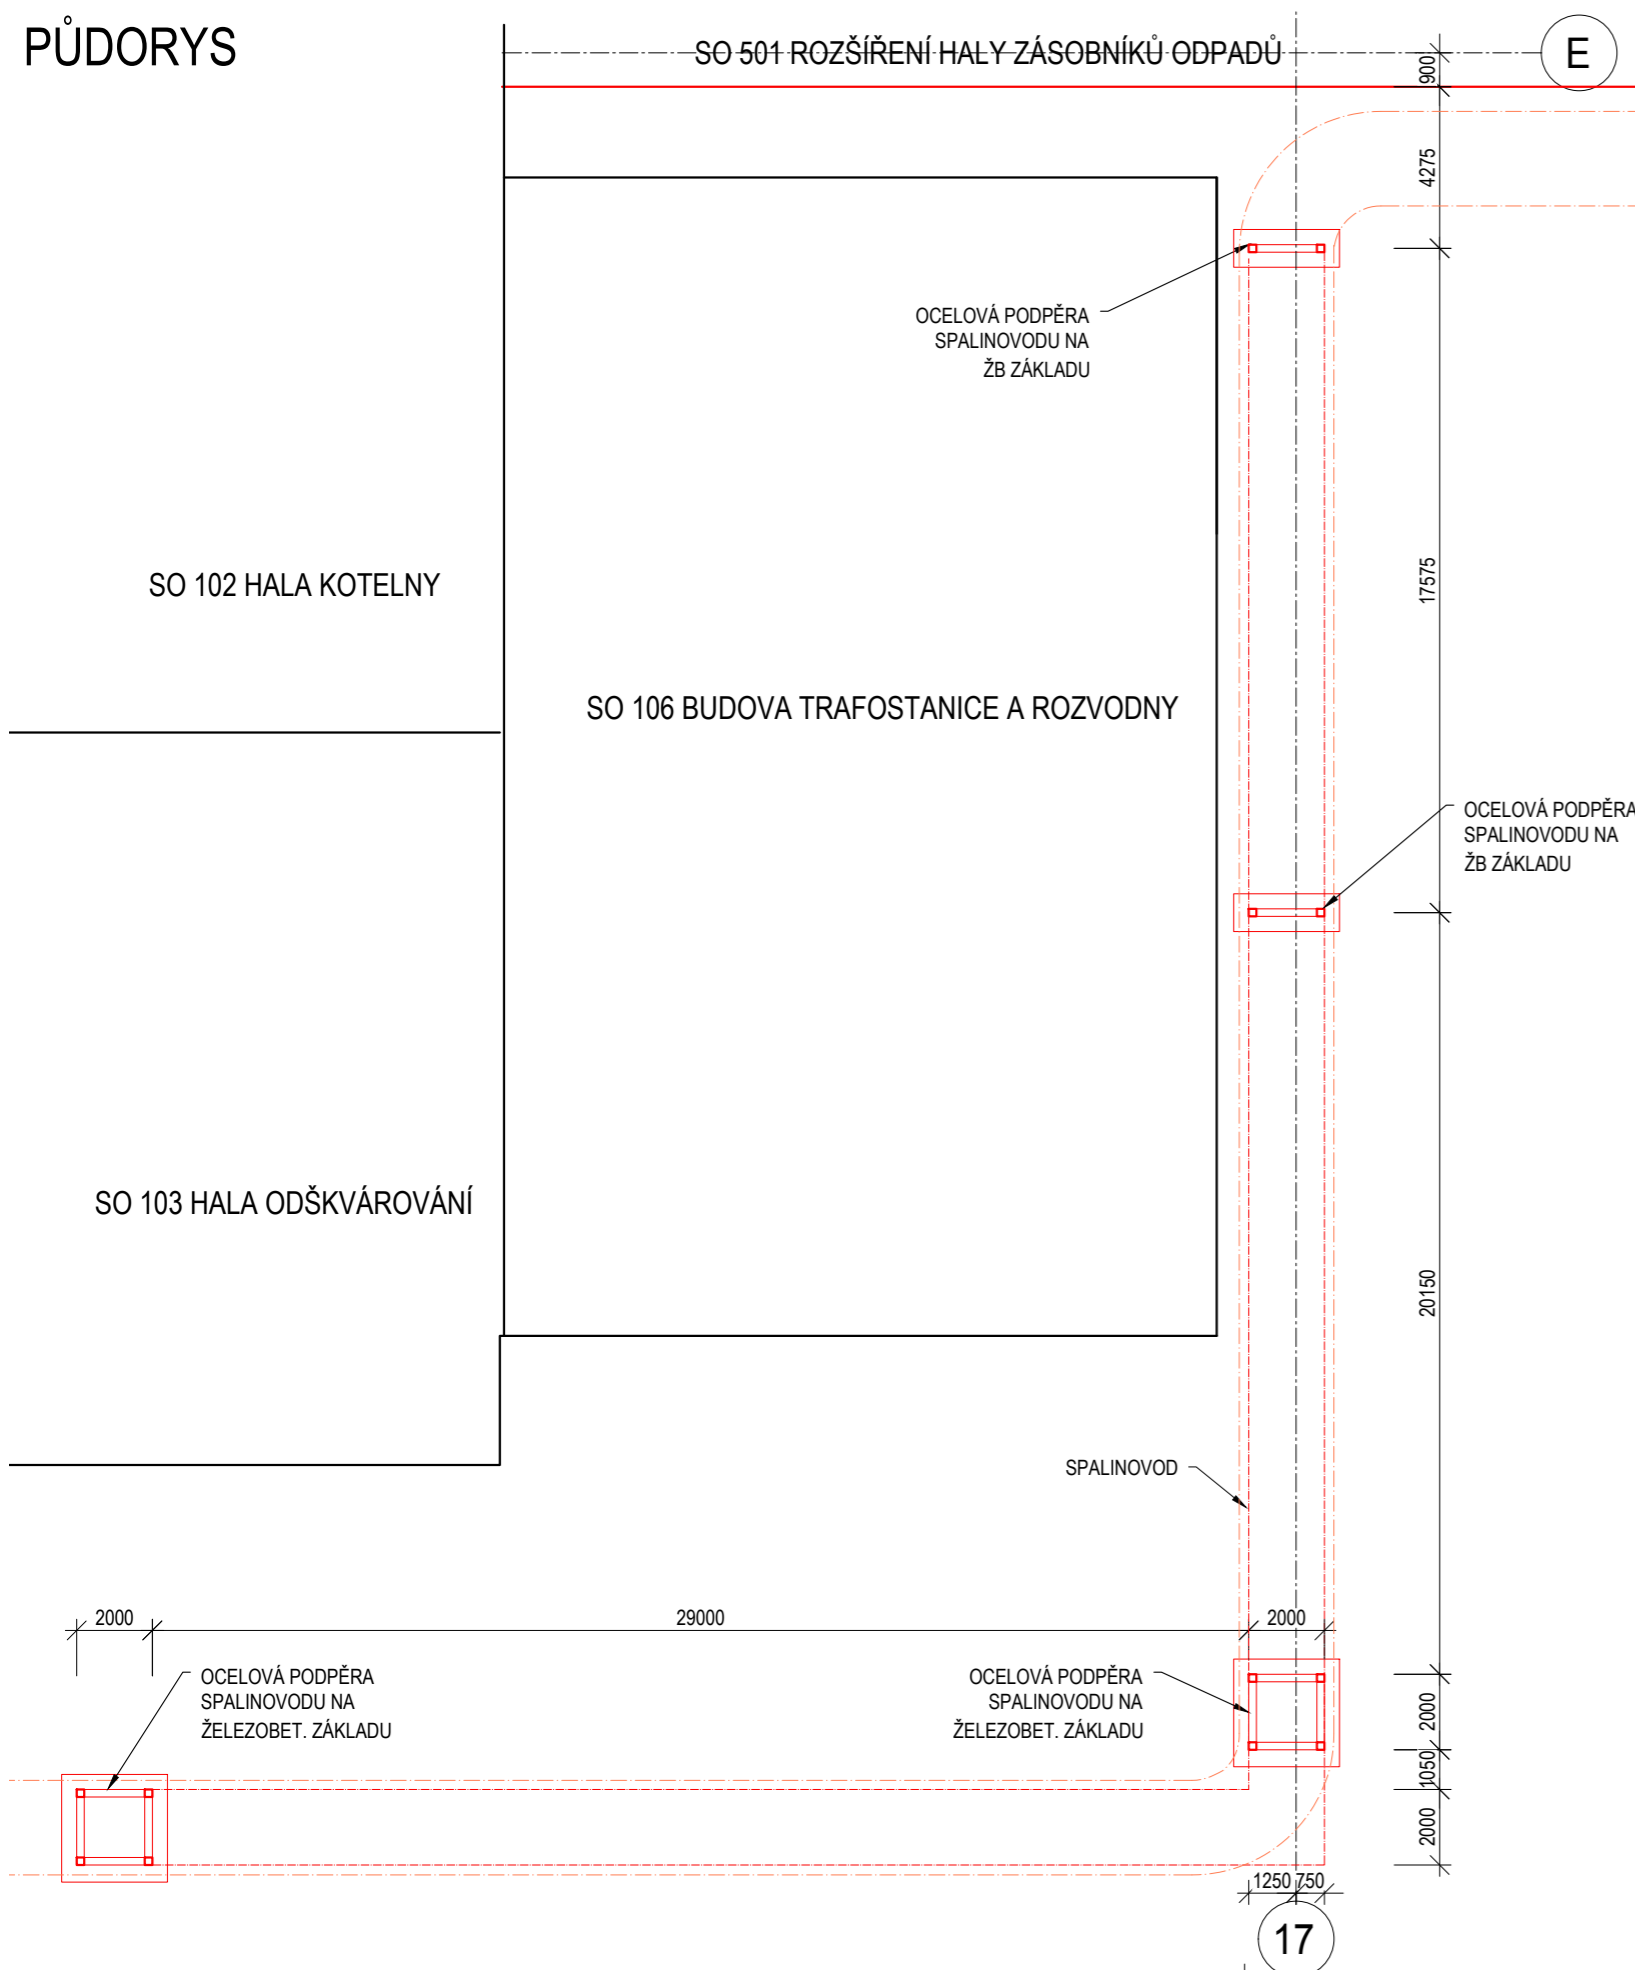 PŮDORYS
SO 501 ROZŠÍŘENÍ HALY ZÁSOBNÍKŮ ODPADŮ
E
900
4275
OCELOVÁ PODPĚRA
SPALINOVODU NA
ŽB ZÁKLADU
17575
SO 102 HALA KOTELNY
SO 106 BUDOVA TRAFOSTANICE A ROZVODNY
OCELOVÁ PODPĚRA
SPALINOVODU NA
ŽB ZÁKLADU
SO 103 HALA ODŠKVÁROVÁNÍ
20150
SPALINOVOD
2000
29000
2000
OCELOVÁ PODPĚRA
SPALINOVODU NA
ŽELEZOBET. ZÁKLADU
OCELOVÁ PODPĚRA
SPALINOVODU NA
ŽELEZOBET. ZÁKLADU
2000
1050
2000
1250 750
17